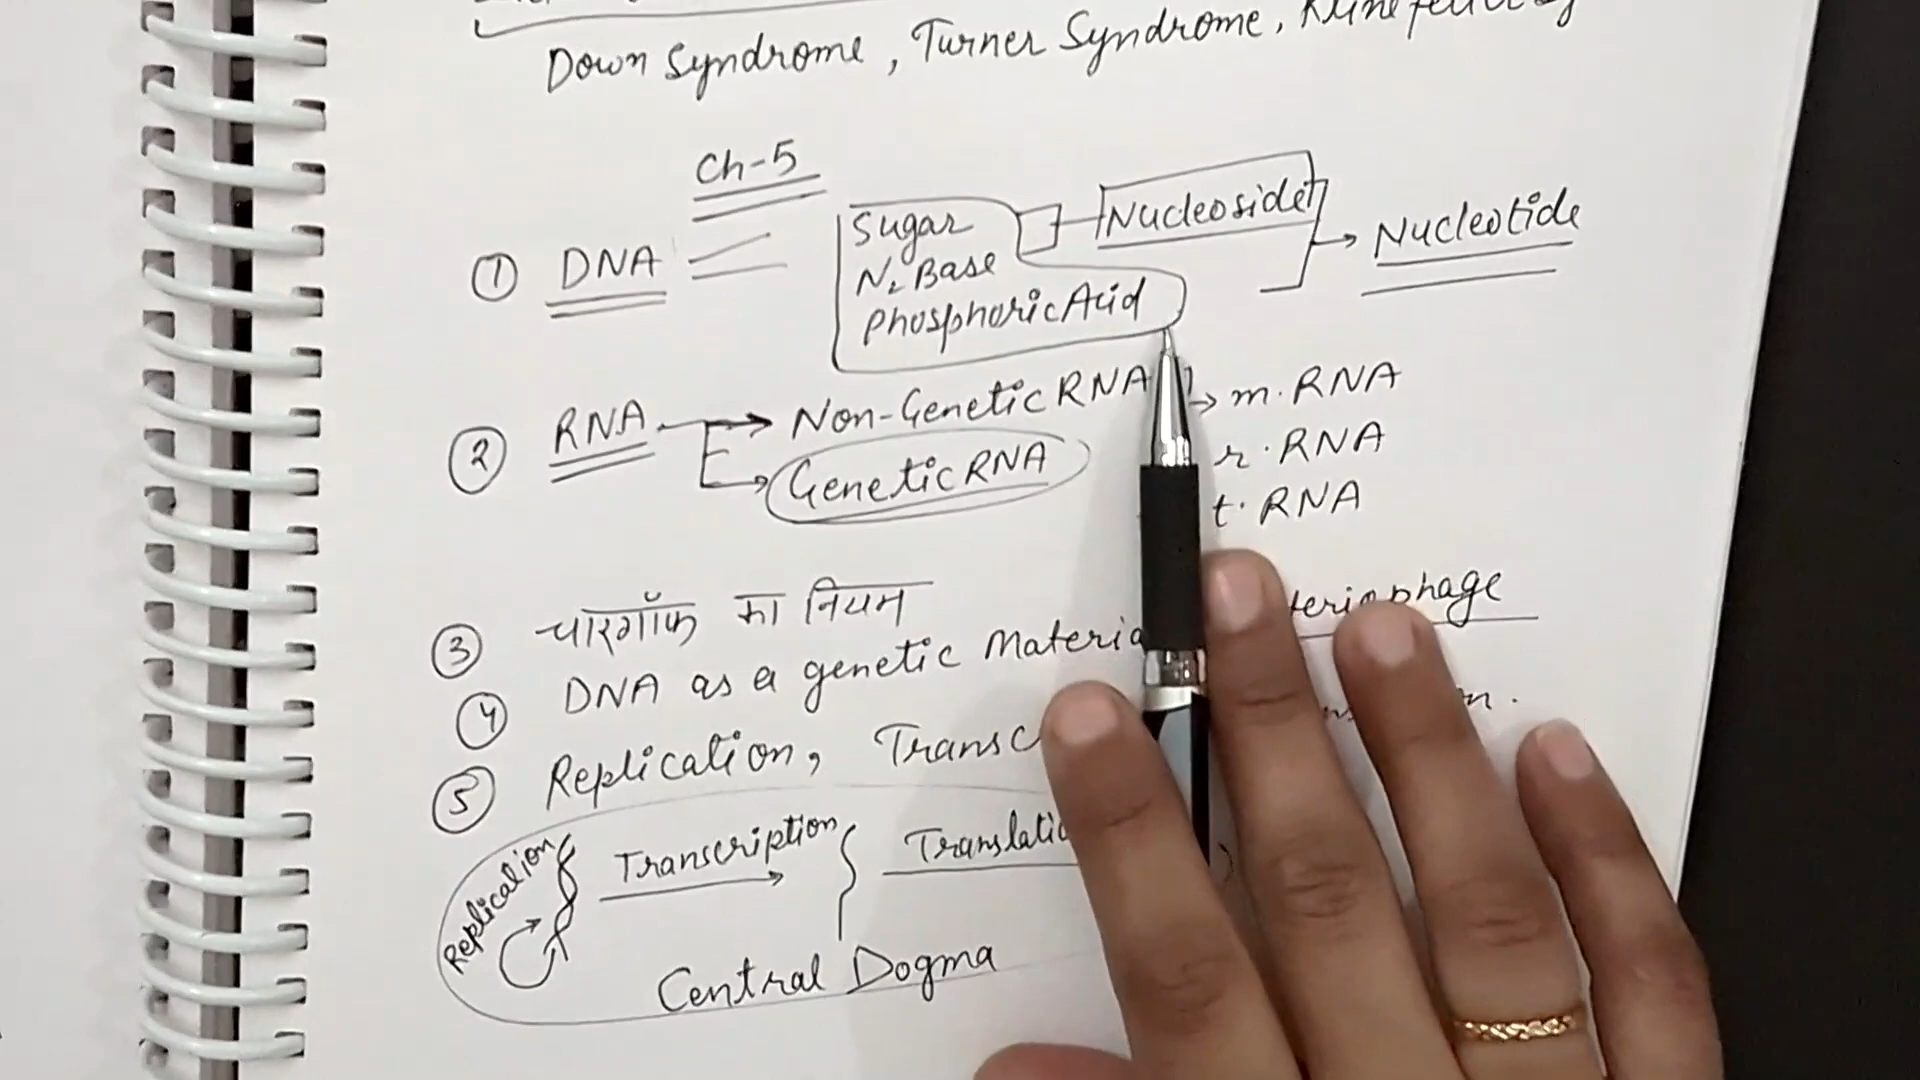 Down Syndrome, Turner Syndrome,
Ch-5
① DNA
Sugar
N₂ Base
Phosphoric Acid
Nucleoside
→ Nucleotide
② RNA → Non-Genetic RNA → m.RNA
→ Genetic RNA
r.RNA
t.RNA
③ चारगॉफ का नियम
④ DNA as a genetic
⑤ Replication,
Replication
Transcription
Central Dogma